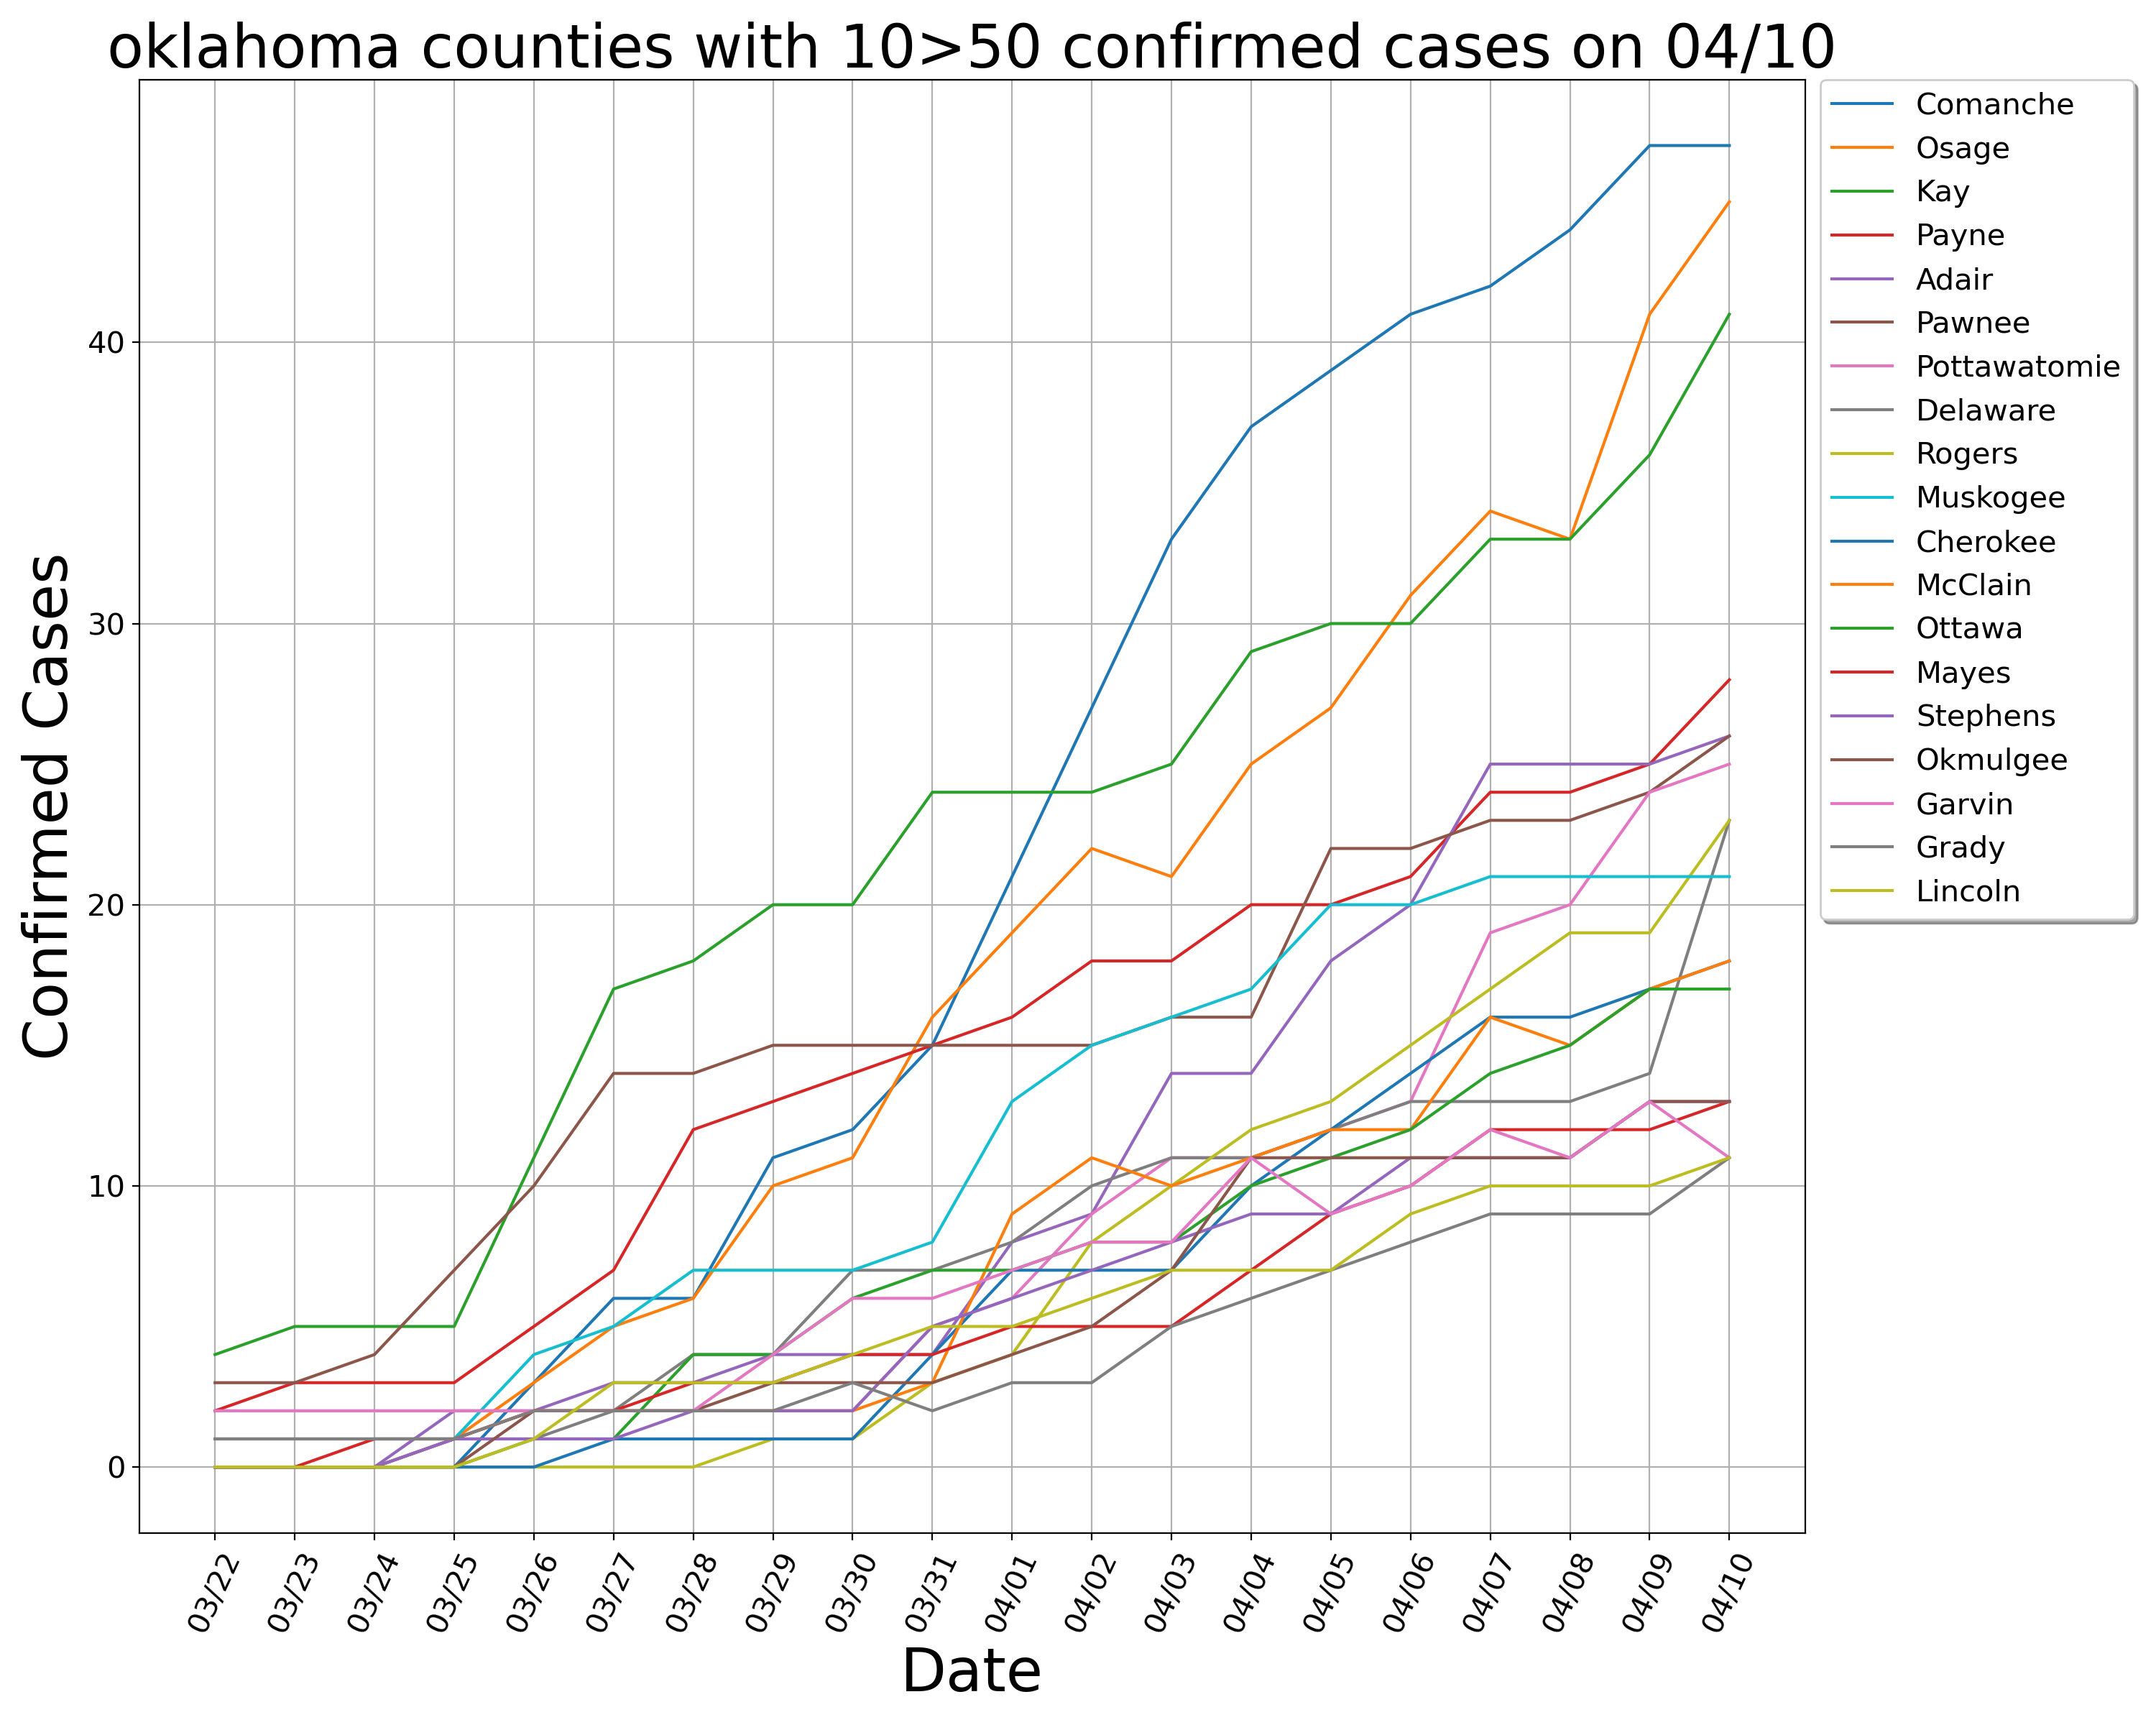 oklahoma counties with 10>50 confirmed cases on 04/10
Comanche
Osage
Kay
Payne
Adair
Pawnee
Pottawatomie
Delaware
Rogers
Muskogee
Cherokee
McClain
Ottawa
Mayes
Stephens
Okmulgee
Garvin
Grady
Lincoln
Confirmed Cases
40
30
20
10
0
03/22
03/23
03/24
03/25
03/26
03/27
03/28
03/29
03/30
03/31
04/01
04/02
04/03
04/04
04/05
04/06
04/07
04/08
04/09
04/10
Date